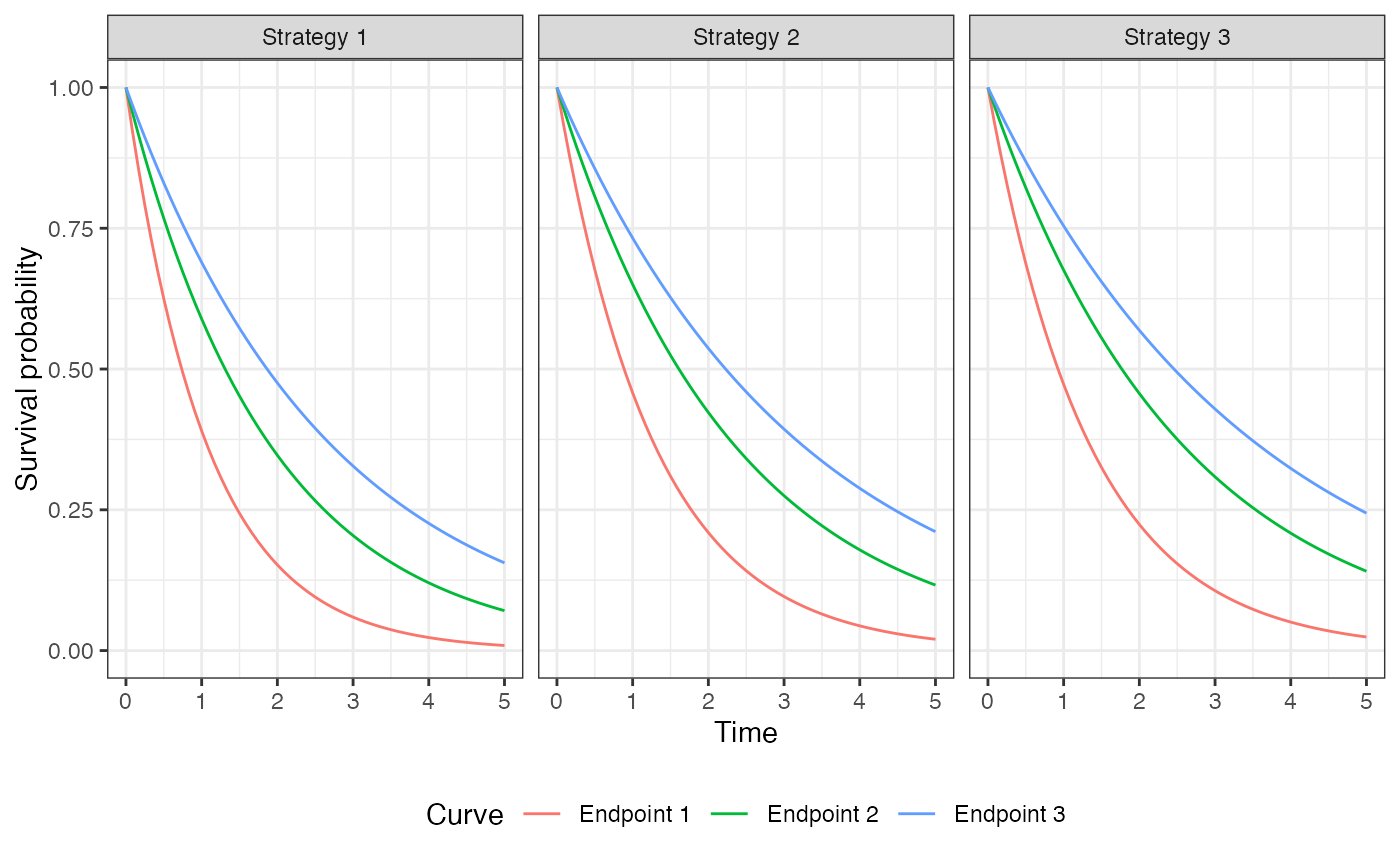 Strategy 1 Strategy 2 Strategy 3
Survival probability
1.00
0.75
0.50
0.25
0.00
0 1 2 3 4 5 0 1 2 3 4 5 0 1 2 3 4 5
Time
Curve Endpoint 1 Endpoint 2 Endpoint 3